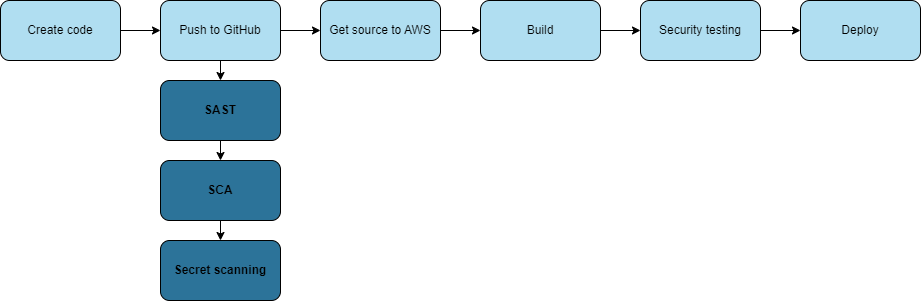 Create code
Push to GitHub
Get source to AWS
Build
Security testing
Deploy
SAST
SCA
Secret scanning